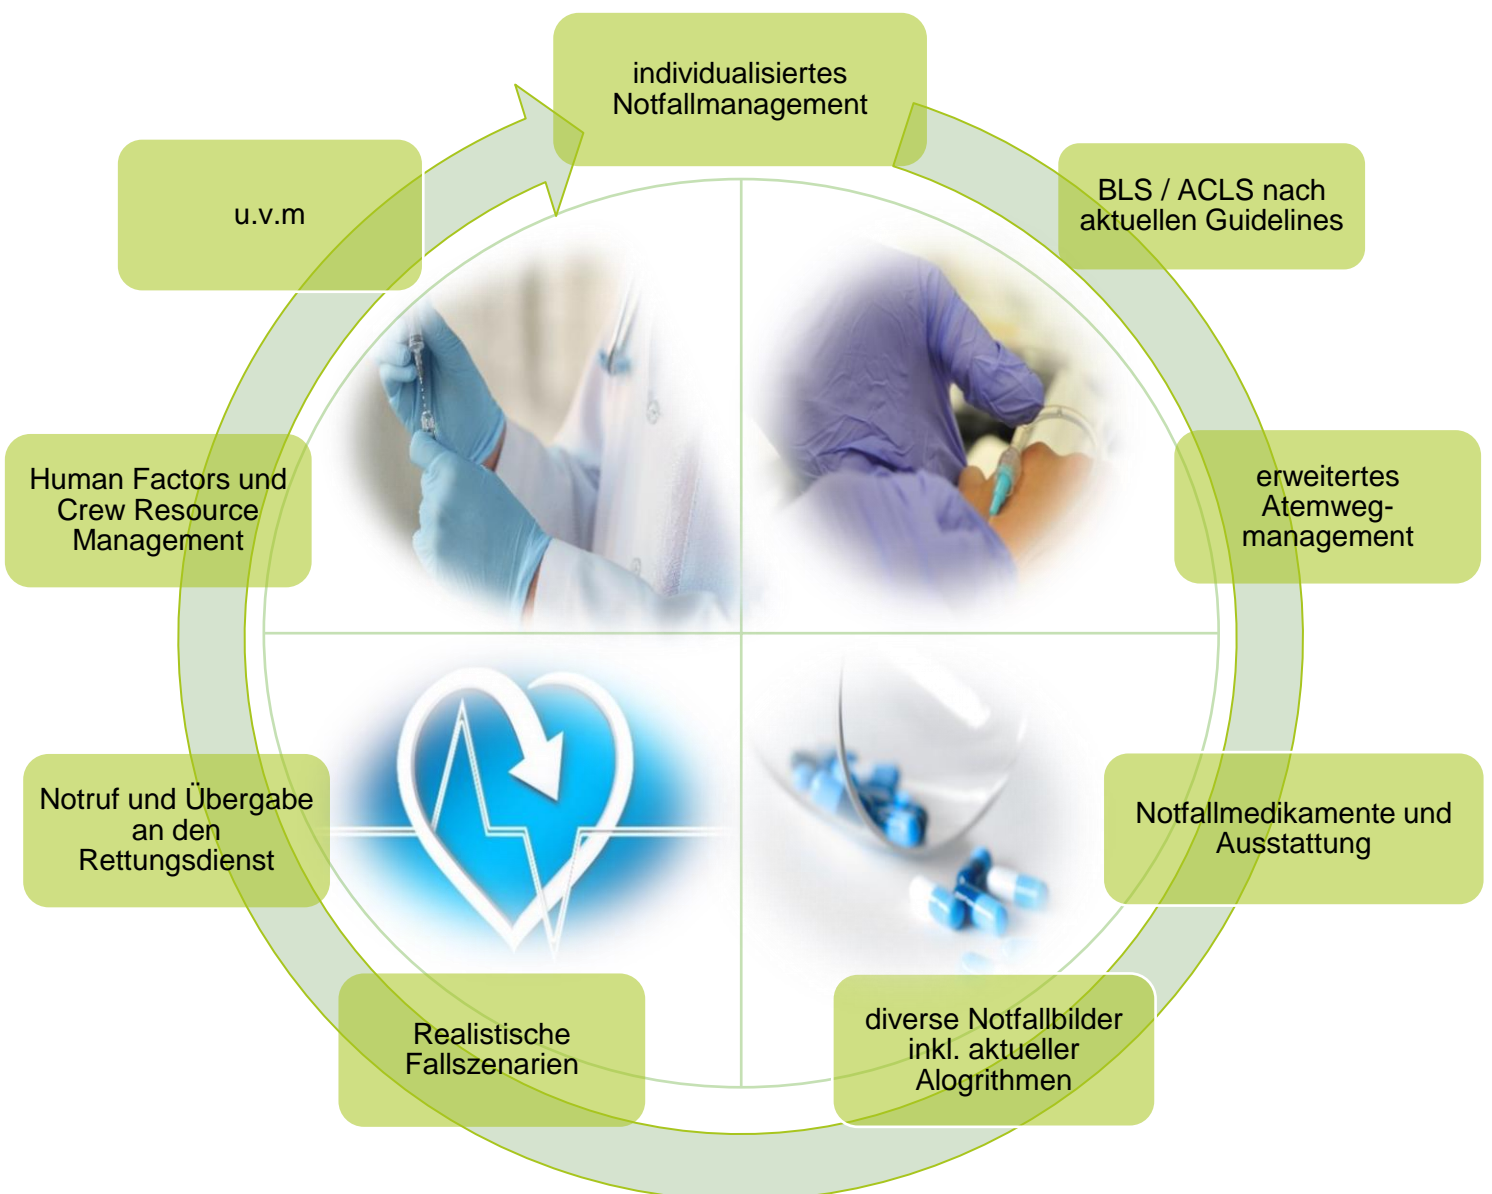 individualisiertes
Notfallmanagement
BLS / ACLS nach
aktuellen Guidelines
erweitertes
Atemweg-
management
Notfallmedikamente und
Ausstattung
diverse Notfallbilder
inkl. aktueller
Alogrithmen
Realistische
Fallszenarien
Notruf und Übergabe
an den
Rettungsdienst
Human Factors und
Crew Resource
Management
u.v.m